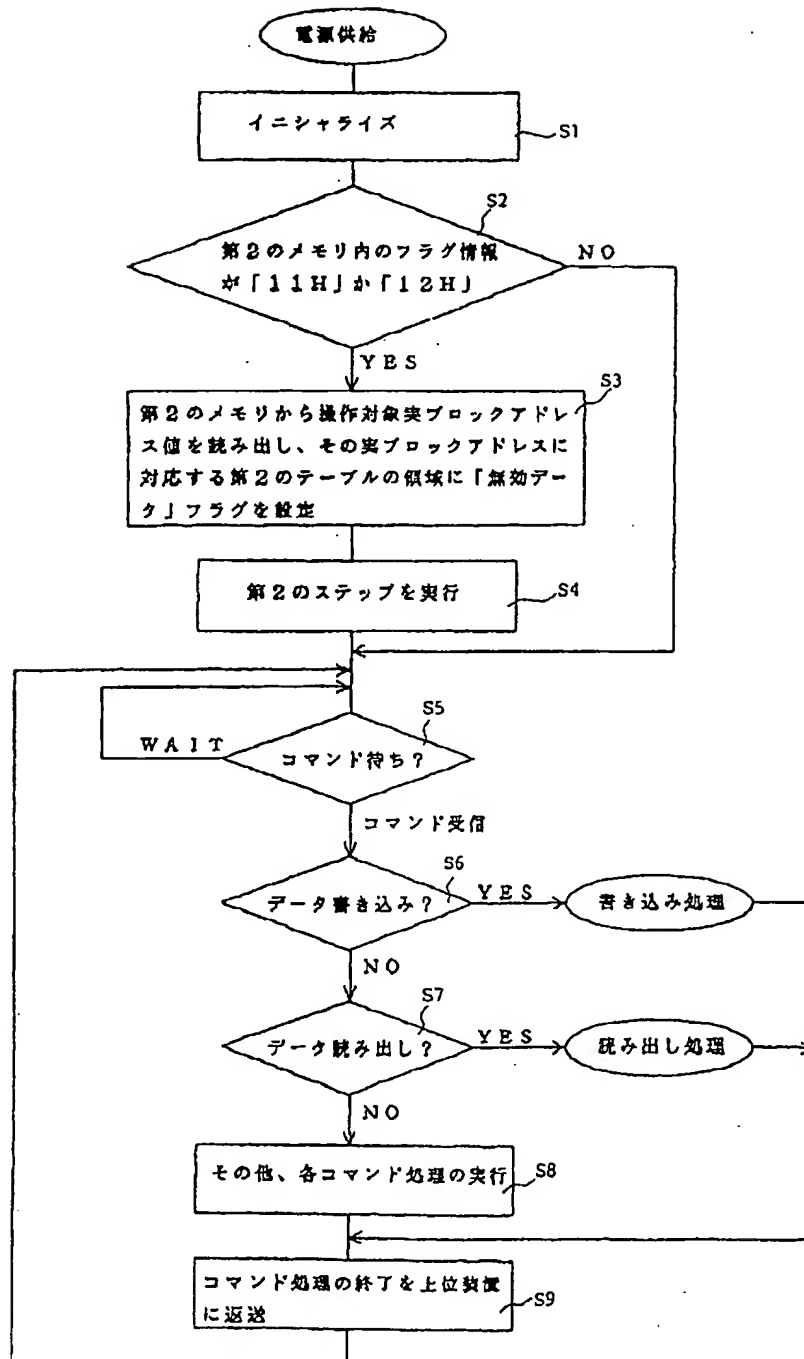 電源供給
イニシャライズ
S1
S2
第2のメモリ内のフラグ情報
が「11H」か「12H」
NO
YES
S3
第2のメモリから操作対象実ブロックアドレ
ス値を読み出し、その実ブロックアドレスに
対応する第2のテーブルの領域に「無効デー
タ」フラグを設定
第2のステップを実行
S4
S5
WAIT
コマンド待ち?
コマンド受信
S6
データ書き込み?
YES
書き込み処理
NO
S7
データ読み出し?
YES
読み出し処理
NO
その他、各コマンド処理の実行
S8
コマンド処理の終了を上位装置
に返送
S9